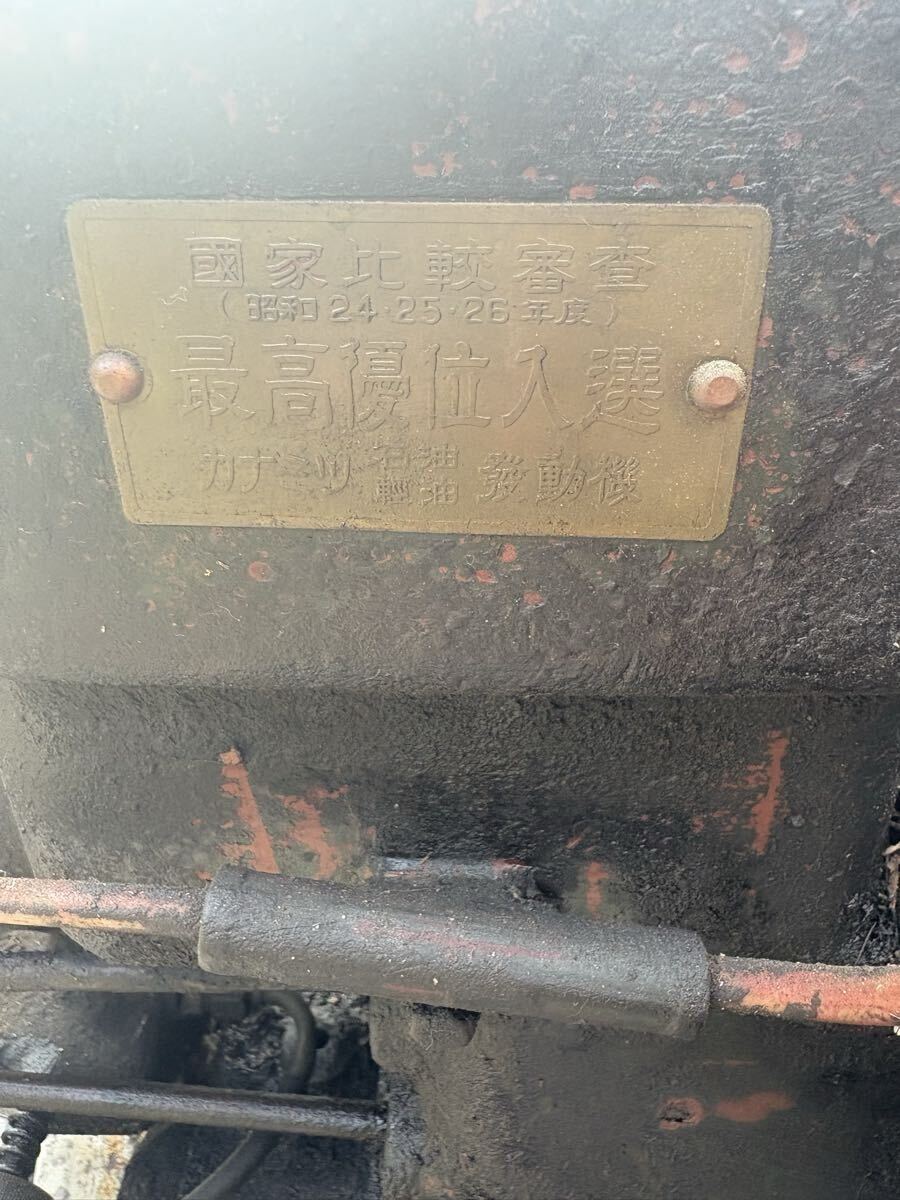 國家比較審査
(昭和24・25・26年度)
最高優位入選
カナミツ 石油 軽油 發動機